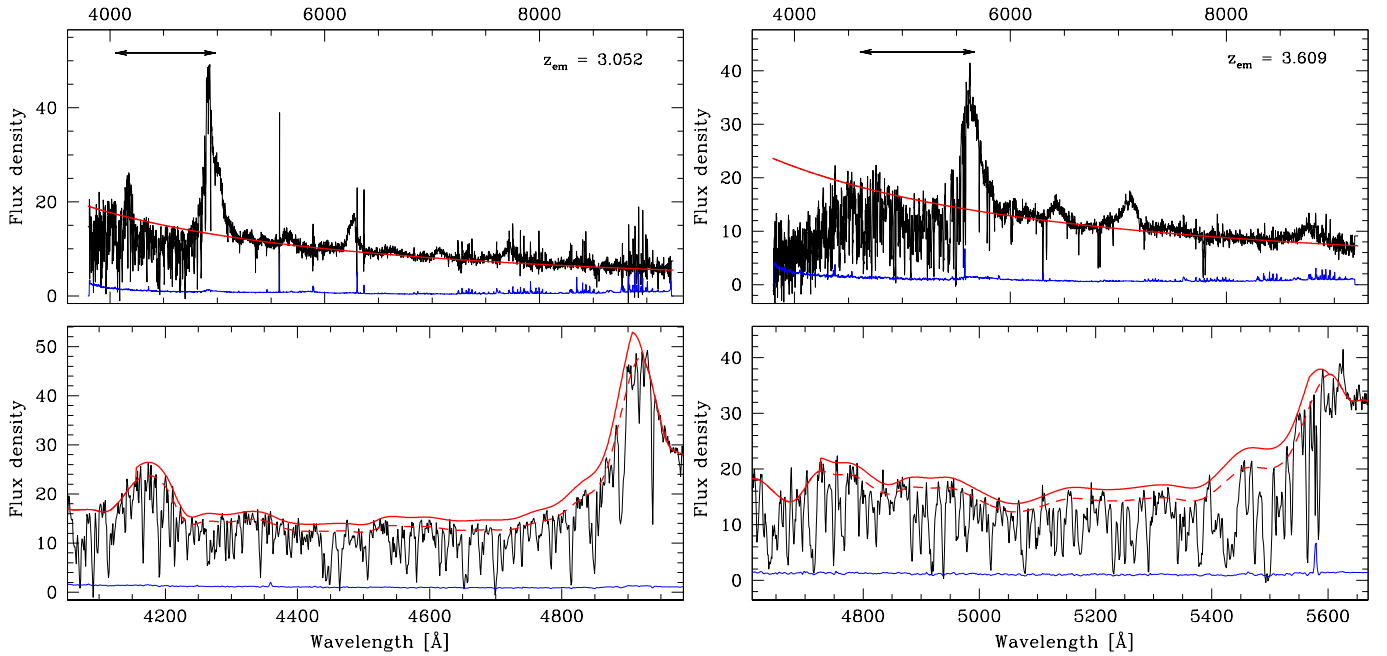 4000 6000 8000
z_em = 3.052
Flux density
0 20 40
4000 6000 8000
z_em = 3.609
Flux density
0 10 20 30 40
Flux density
0 10 20 30 40 50
4200 4400 4600 4800
Wavelength [Å]
Flux density
0 10 20 30 40
4800 5000 5200 5400 5600
Wavelength [Å]